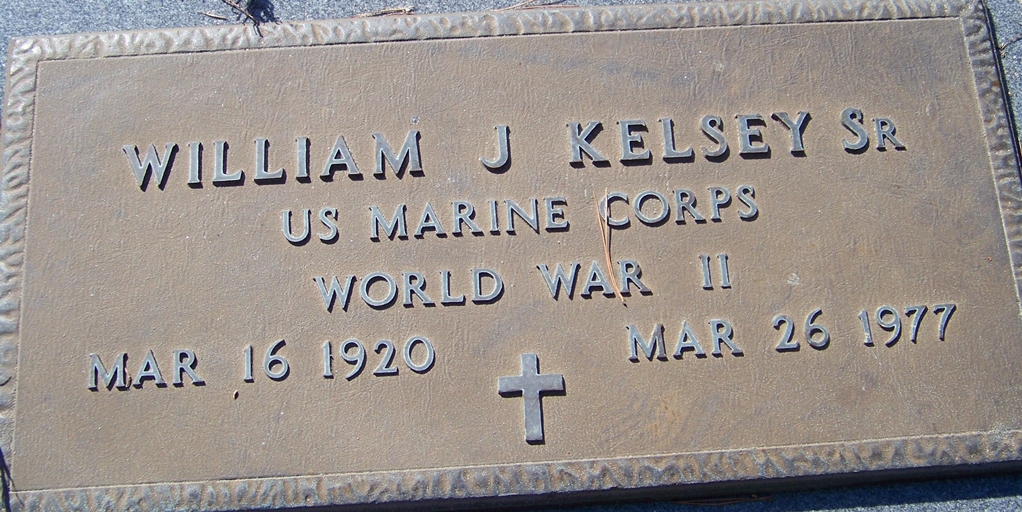 WILLIAM J KELSEY SR
US MARINE CORPS
WORLD WAR II
MAR 16 1920 MAR 26 1977